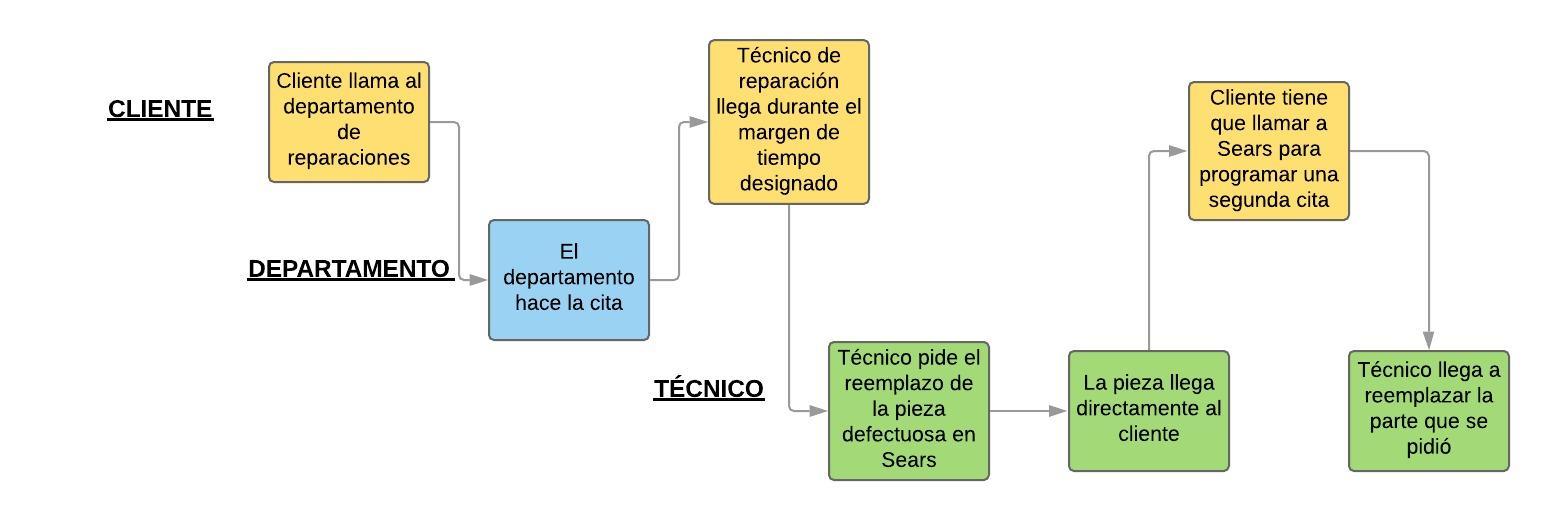 CLIENTE
Cliente llama al
departamento
de
reparaciones
DEPARTAMENTO
El
departamento
hace la cita
Técnico de
reparación
llega durante el
margen de
tiempo
designado
TÉCNICO
Técnico pide el
reemplazo de
la pieza
defectuosa en
Sears
La pieza llega
directamente al
cliente
Cliente tiene
que llamar a
Sears para
programar una
segunda cita
Técnico llega a
reemplazar la
parte que se
pidió